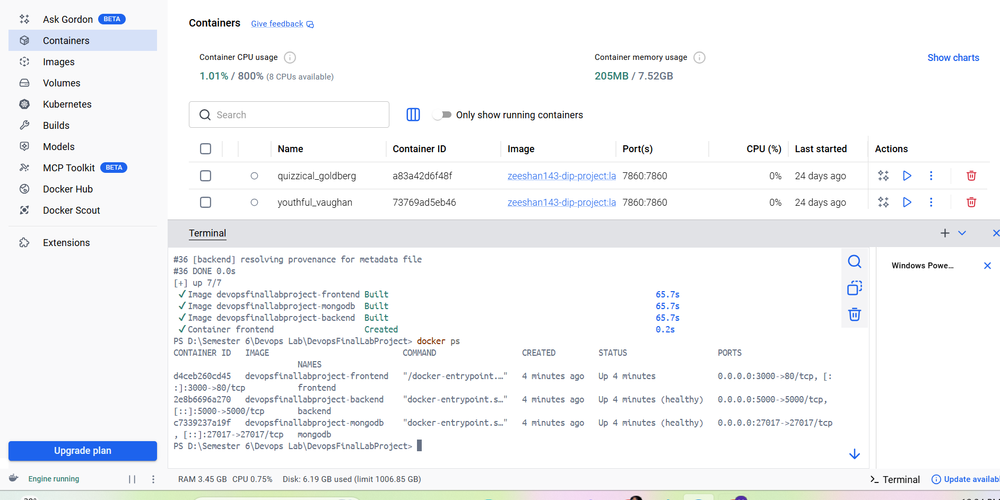 Ask Gordon BETA
Containers
Images
Volumes
Kubernetes
Builds
Models
MCP Toolkit BETA
Docker Hub
Docker Scout
Extensions
Upgrade plan
Engine running
Containers Give feedback
Container CPU usage
1.01% / 800% (8 CPUs available)
Container memory usage
205MB / 7.52GB
Show charts
Search
Only show running containers
Name Container ID Image Port(s) CPU (%) Last started Actions
quizzical_goldberg a83a42d6f48f zeeshan143-dip-project:la 7860:7860 0% 24 days ago
youthful_vaughan 73769ad5eb46 zeeshan143-dip-project:la 7860:7860 0% 24 days ago
Terminal
#36 [backend] resolving provenance for metadata file
#36 DONE 0.0s
[+] up 7/7
✓Image devopsfinallabproject-frontend Built 65.7s
✓Image devopsfinallabproject-mongodb Built 65.7s
✓Image devopsfinallabproject-backend Built 65.7s
✓Container frontend Created 0.2s
PS D:\Semester 6\Devops Lab\DevopsFinalLabProject> docker ps
CONTAINER ID IMAGE COMMAND CREATED STATUS PORTS
NAMES
d4ceb260cd45 devopsfinallabproject-frontend "/docker-entrypoint.…" 4 minutes ago Up 4 minutes 0.0.0.0:3000->80/tcp, [:
:]:3000->80/tcp frontend
2e8b6696a270 devopsfinallabproject-backend "docker-entrypoint.s…" 4 minutes ago Up 4 minutes (healthy) 0.0.0.0:5000->5000/tcp,
[::]:5000->5000/tcp backend
c7339237a19f devopsfinallabproject-mongodb "docker-entrypoint.s…" 4 minutes ago Up 4 minutes (healthy) 0.0.0.0:27017->27017/tcp
, [::]:27017->27017/tcp mongodb
PS D:\Semester 6\Devops Lab\DevopsFinalLabProject>
Windows Powe...
RAM 3.45 GB CPU 0.75% Disk: 6.19 GB used (limit 1006.85 GB)
Terminal
Update availabl